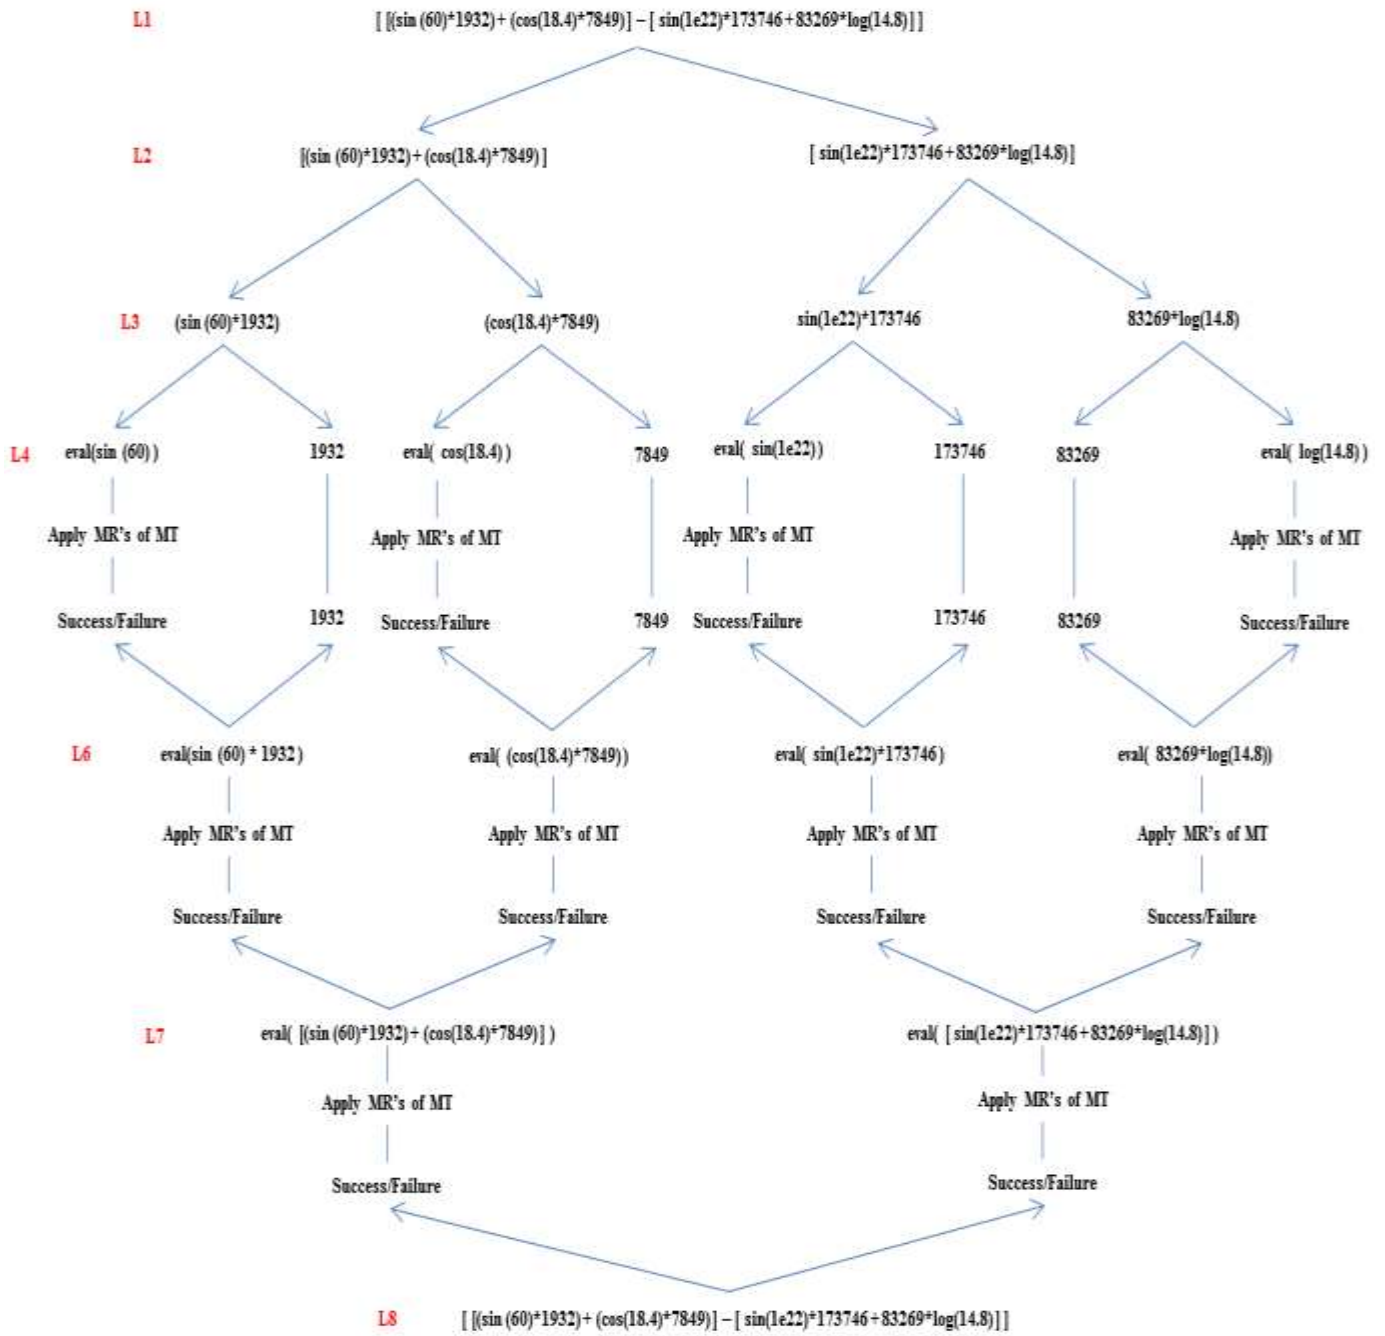 L1 [ [(sin (60)*1932)+ (cos(18.4)*7849)] – [ sin(1e22)*173746+83269*log(14.8)] ]
L2 [(sin (60)*1932)+(cos(18.4)*7849)] [ sin(1e22)*173746+83269*log(14.8)]
L3 (sin (60)*1932) (cos(18.4)*7849) sin(1e22)*173746 83269*log(14.8)
L4 eval(sin (60)) 1932 eval( cos(18.4)) 7849 eval( sin(1e22)) 173746 83269 eval( log(14.8))
Apply MR's of MT Apply MR's of MT Apply MR's of MT Apply MR's of MT
Success/Failure 1932 Success/Failure 7849 Success/Failure 173746 83269 Success/Failure
L6 eval(sin (60) * 1932) eval( (cos(18.4)*7849)) eval( sin(1e22)*173746) eval( 83269*log(14.8))
Apply MR's of MT Apply MR's of MT Apply MR's of MT Apply MR's of MT
Success/Failure Success/Failure Success/Failure Success/Failure
L7 eval( [(sin (60)*1932)+ (cos(18.4)*7849)] ) eval( [ sin(1e22)*173746+83269*log(14.8)] )
Apply MR's of MT Apply MR's of MT
Success/Failure Success/Failure
L8 [ [(sin (60)*1932)+ (cos(18.4)*7849)] – [ sin(1e22)*173746+83269*log(14.8)] ]